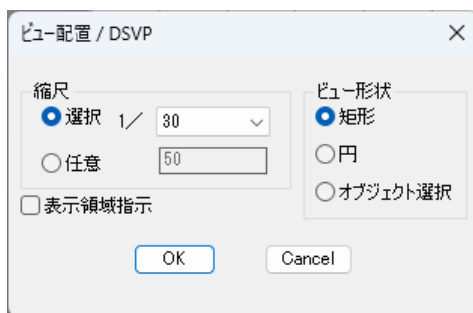 ビュー配置 / DSVP
縮尺
選択 1／ 30
任意 50
表示領域指示
ビュー形状
矩形
円
オブジェクト選択
OK Cancel